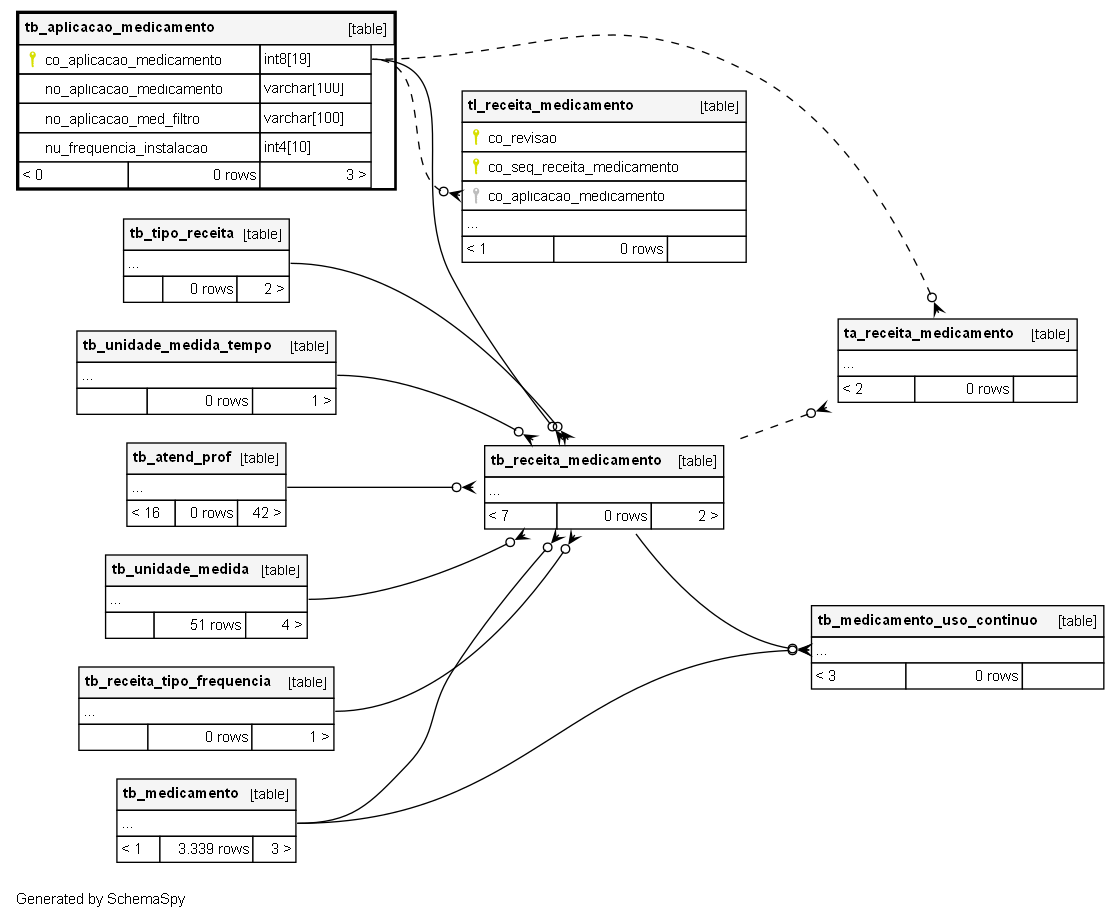 tb_aplicacao_medicamento [table]
co_aplicacao_medicamento int8[19]
no_aplicacao_medicamento varchar[100]
no_aplicacao_med_filtro varchar[100]
nu_frequencia_instalacao int4[10]
< 0 0 rows 3 >
tl_receita_medicamento [table]
co_revisao
co_seq_receita_medicamento
co_aplicacao_medicamento
...
< 1 0 rows
tb_tipo_receita [table]
...
0 rows 2 >
tb_unidade_medida_tempo [table]
...
0 rows 1 >
ta_receita_medicamento [table]
...
< 2 0 rows
tb_atend_prof [table]
...
< 16 0 rows 42 >
tb_receita_medicamento [table]
...
< 7 0 rows 2 >
tb_unidade_medida [table]
...
51 rows 4 >
tb_medicamento_uso_continuo [table]
...
< 3 0 rows
tb_receita_tipo_frequencia [table]
...
0 rows 1 >
tb_medicamento [table]
...
< 1 3.339 rows 3 >
Generated by SchemaSpy